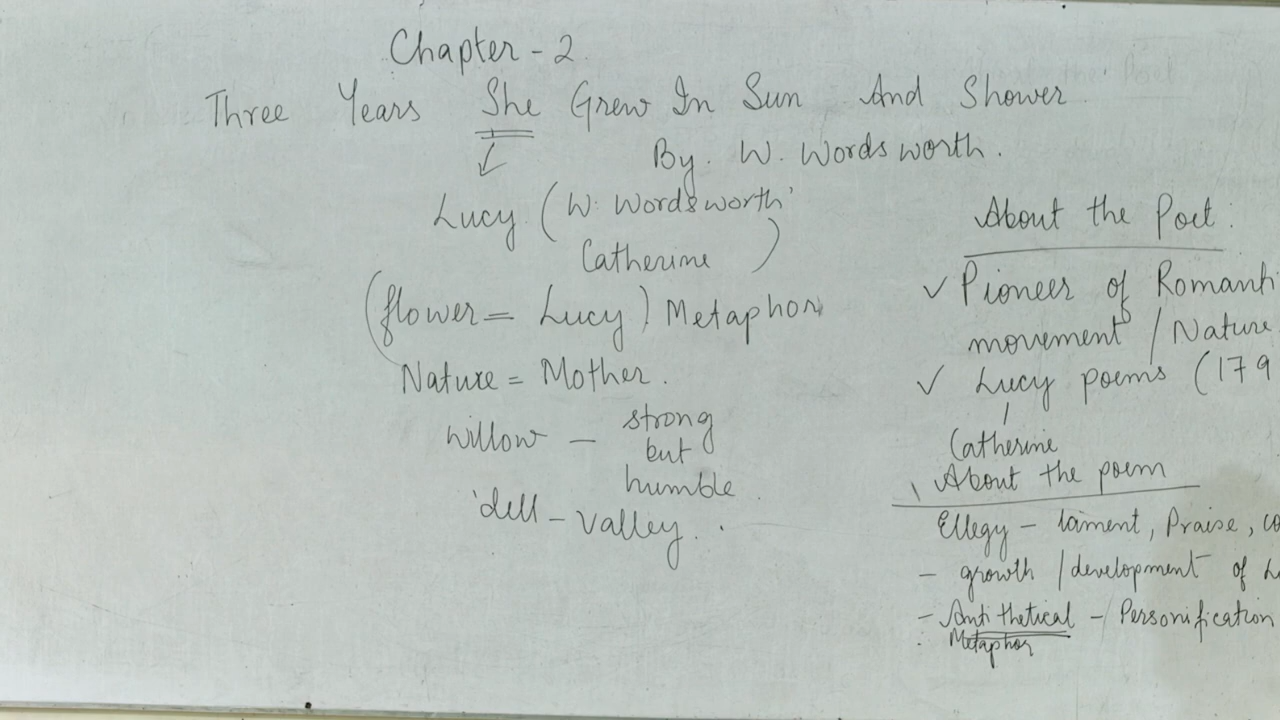 Chapter - 2
Three Years She Grew In Sun And Shower
By. W. Wordsworth.
Lucy (W. Wordsworth'
Catherine )
(flower = Lucy) Metaphor
Nature = Mother.
willow - strong
but
humble.
'dell - valley.
About the Poet:
✓ Pioneer of Romanti
movement / Nature
✓ Lucy poems (179
Catherine
About the poem
Ellegy - lament, Praise, co
- growth / development of L
- Antithetical - Personification
Metaphor